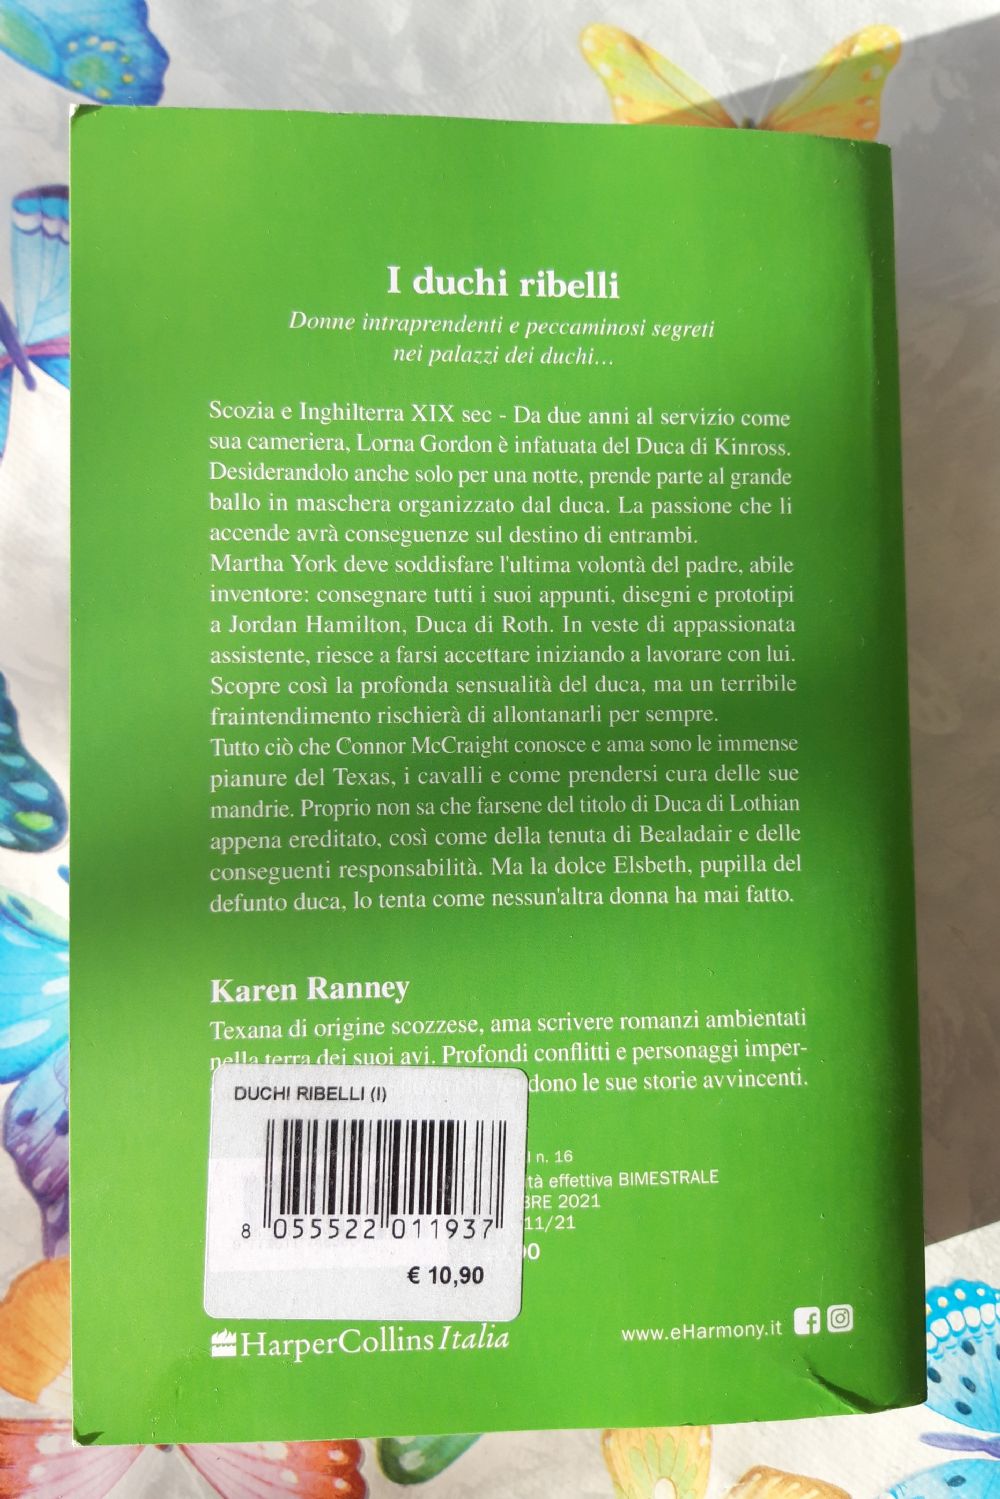 I duchi ribelli
Donne intraprendenti e peccaminosi segreti
nei palazzi dei duchi...
Scozia e Inghilterra XIX sec - Da due anni al servizio come
sua cameriera, Lorna Gordon è infatuata del Duca di Kinross.
Desiderandolo anche solo per una notte, prende parte al grande
ballo in maschera organizzato dal duca. La passione che li
accende avrà conseguenze sul destino di entrambi.
Martha York deve soddisfare l'ultima volontà del padre, abile
inventore: consegnare tutti i suoi appunti, disegni e prototipi
a Jordan Hamilton, Duca di Roth. In veste di appassionata
assistente, riesce a farsi accettare iniziando a lavorare con lui.
Scopre così la profonda sensualità del duca, ma un terribile
fraintendimento rischierà di allontanarli per sempre.
Tutto ciò che Connor McCraight conosce e ama sono le immense
pianure del Texas, i cavalli e come prendersi cura delle sue
mandrie. Proprio non sa che farsene del titolo di Duca di Lothian
appena ereditato, così come della tenuta di Bealadair e delle
conseguenti responsabilità. Ma la dolce Elsbeth, pupilla del
defunto duca, lo tenta come nessun'altra donna ha mai fatto.
Karen Ranney
Texana di origine scozzese, ama scrivere romanzi ambientati
nella terra dei suoi avi. Profondi conflitti e personaggi imper-
dono le sue storie avvincenti.
DUCHI RIBELLI (I)
8 055522 011937
€ 10,90
n. 16
tà effettiva BIMESTRALE
BRE 2021
11/21
HarperCollins Italia
www.eHarmony.it